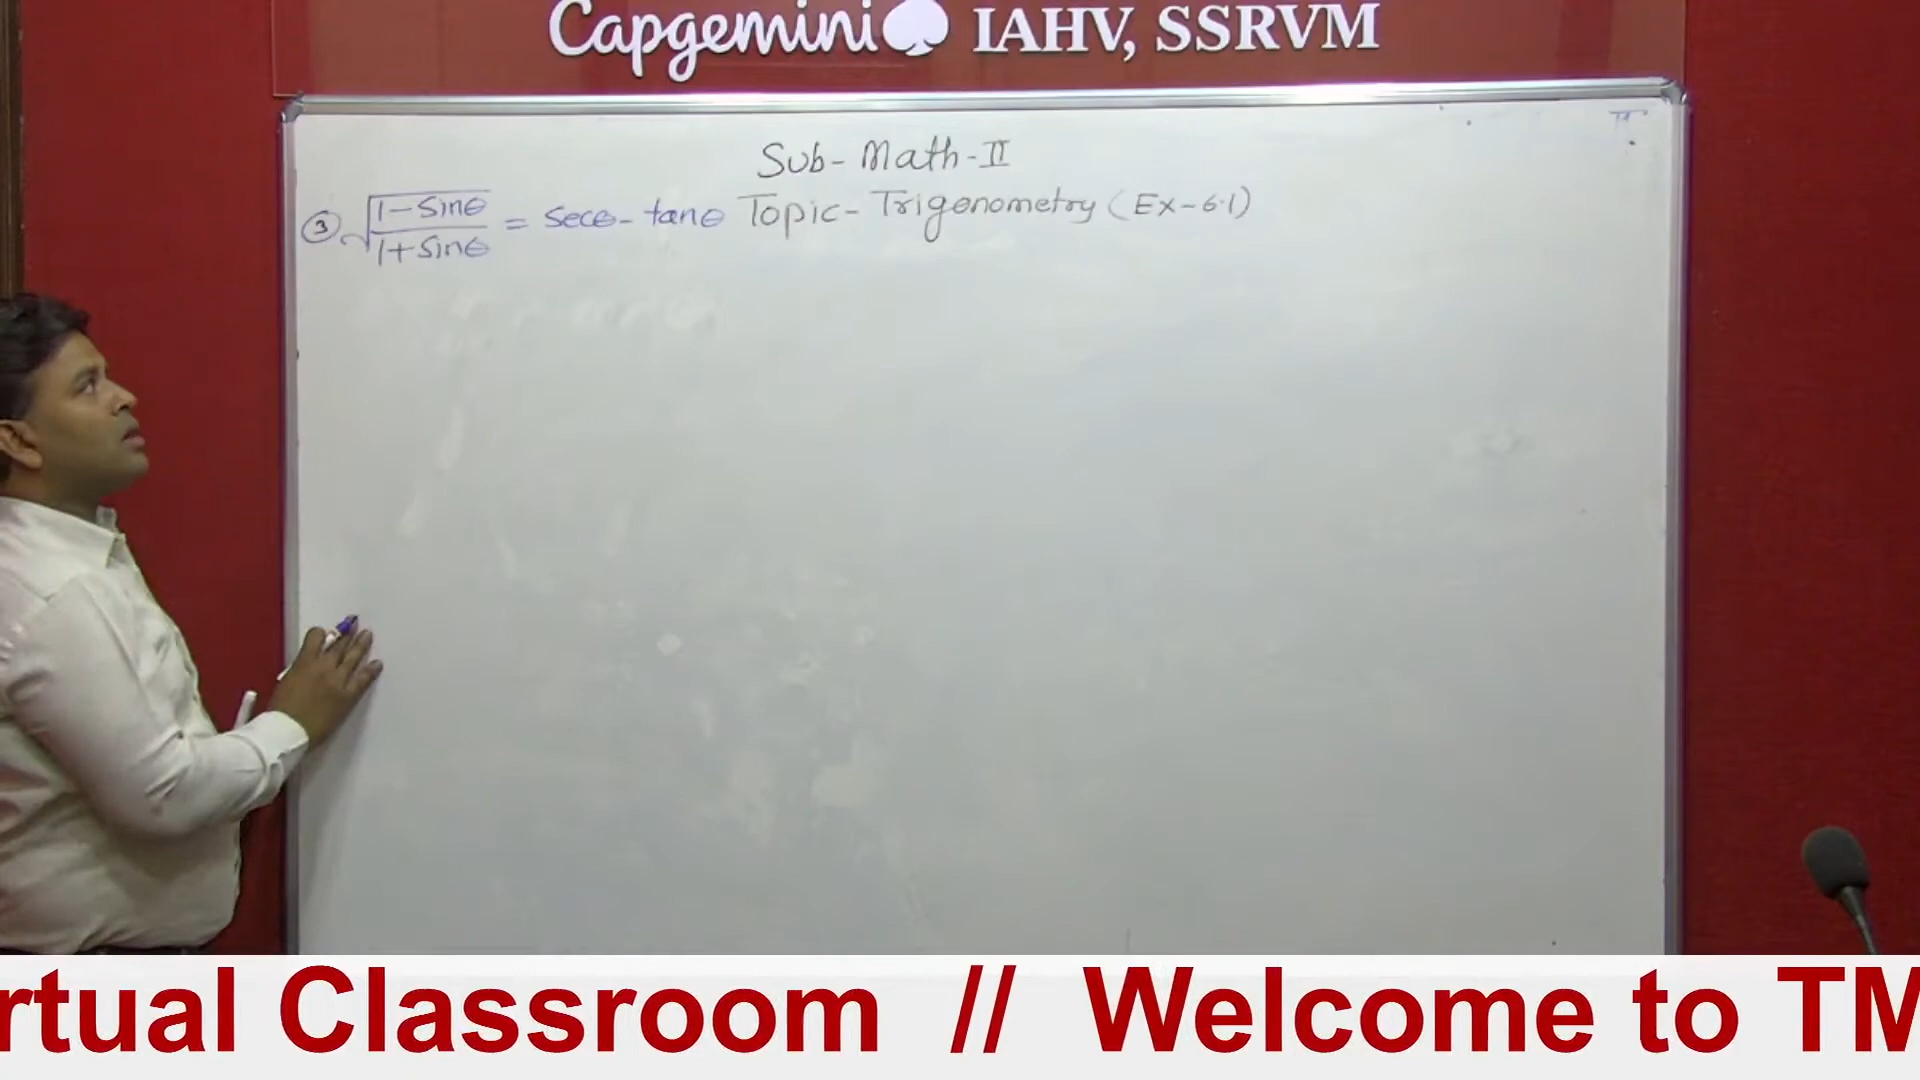 Capgemini IAHV, SSRVM
Sub- Math-II
③ √(1-Sinθ / 1+Sinθ) = Secθ- tanθ Topic- Trigonometry (Ex-6.1)
rtual Classroom // Welcome to TM